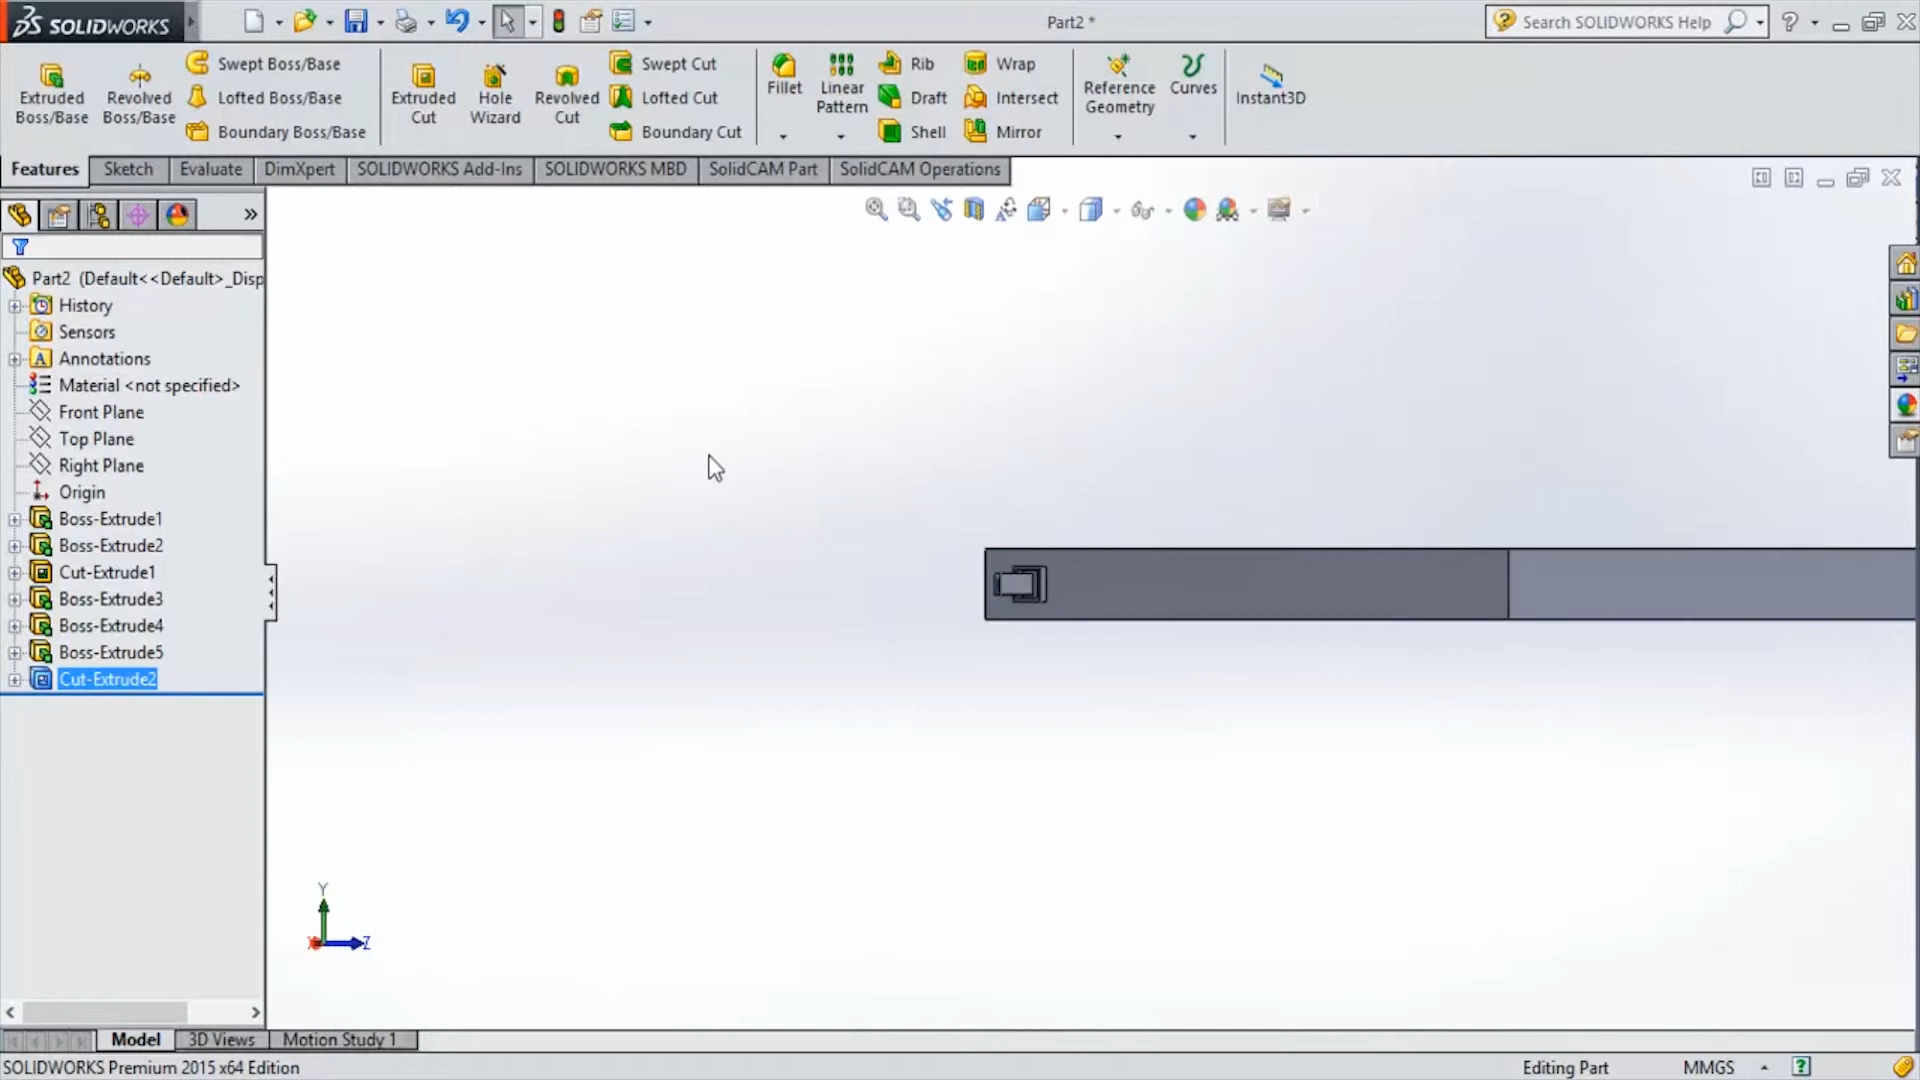 SOLIDWORKS
Part2 *
Search SOLIDWORKS Help
Extruded Boss/Base
Revolved Boss/Base
Swept Boss/Base
Lofted Boss/Base
Boundary Boss/Base
Extruded Cut
Hole Wizard
Revolved Cut
Swept Cut
Lofted Cut
Boundary Cut
Fillet
Linear Pattern
Rib
Draft
Shell
Wrap
Intersect
Mirror
Reference Geometry
Curves
Instant3D
Features
Sketch
Evaluate
DimXpert
SOLIDWORKS Add-Ins
SOLIDWORKS MBD
SolidCAM Part
SolidCAM Operations
Part2 (Default<<Default>_Disp
History
Sensors
Annotations
Material <not specified>
Front Plane
Top Plane
Right Plane
Origin
Boss-Extrude1
Boss-Extrude2
Cut-Extrude1
Boss-Extrude3
Boss-Extrude4
Boss-Extrude5
Cut-Extrude2
Y
X
Z
Model
3D Views
Motion Study 1
SOLIDWORKS Premium 2015 x64 Edition
Editing Part
MMGS